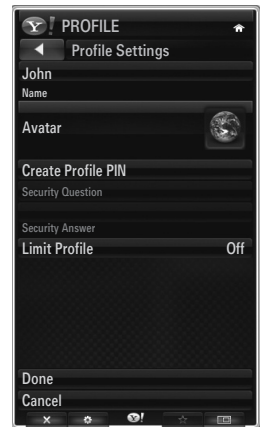 Y! PROFILE
Profile Settings
John
Name
Avatar
Create Profile PIN
Security Question
Security Answer
Limit Profile Off
Done
Cancel
Y!